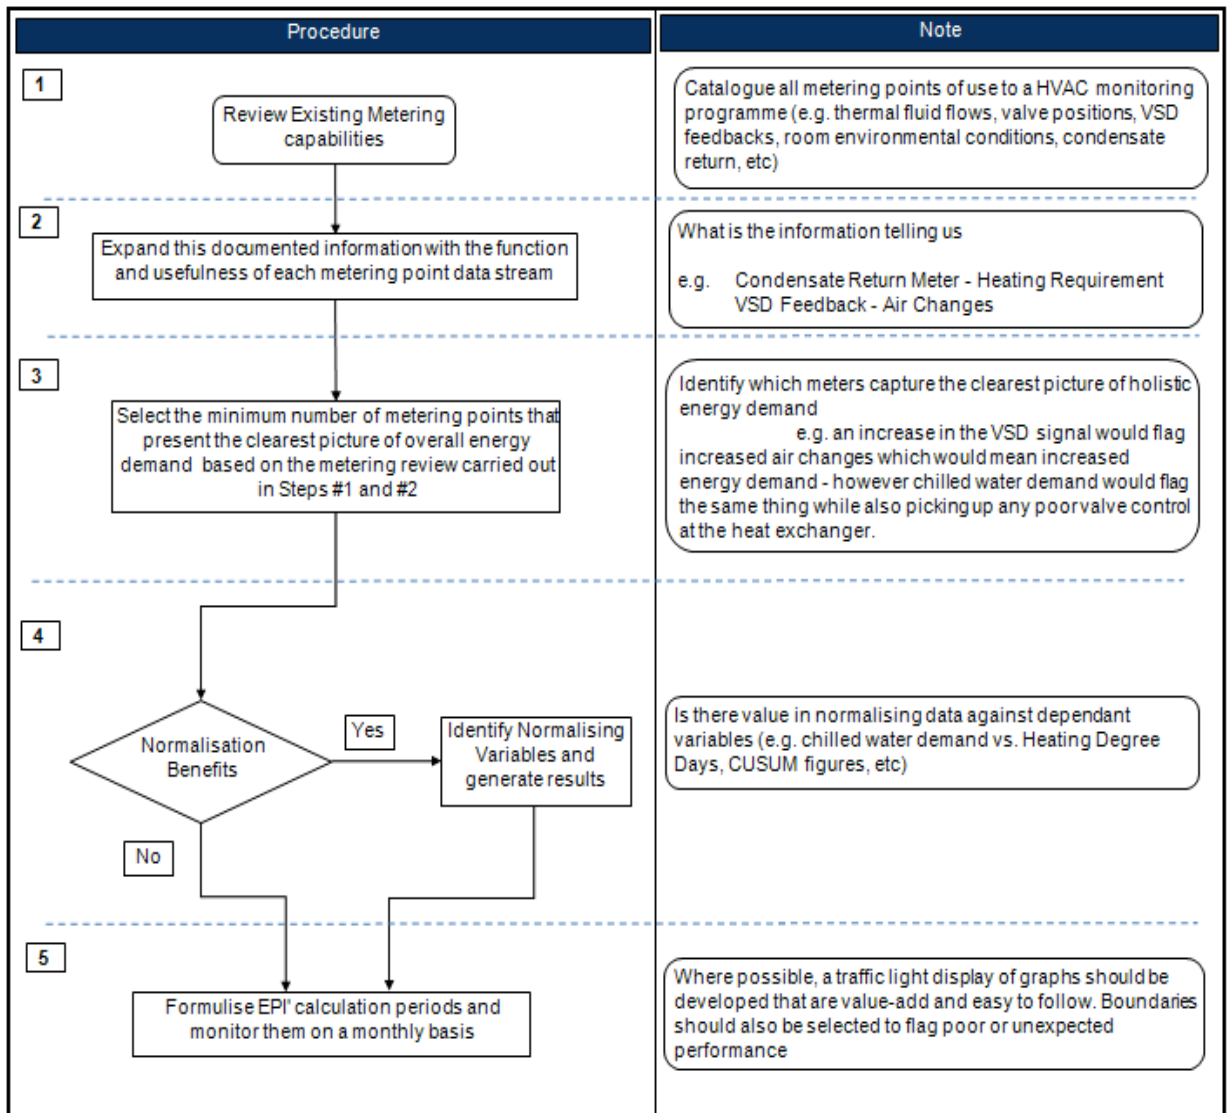 Procedure
Note
1
Review Existing Metering
capabilities
Catalogue all metering points of use to a HVAC monitoring
programme (e.g. thermal fluid flows, valve positions, VSD
feedbacks, room environmental conditions, condensate
return, etc)
2
Expand this documented information with the function
and usefulness of each metering point data stream
What is the information telling us
e.g. Condensate Return Meter - Heating Requirement
VSD Feedback - Air Changes
3
Select the minimum number of metering points that
present the clearest picture of overall energy
demand based on the metering review carried out
in Steps #1 and #2
Identify which meters capture the clearest picture of holistic
energy demand
e.g. an increase in the VSD signal would flag
increased air changes which would mean increased
energy demand - however chilled water demand would flag
the same thing while also picking up any poor valve control
at the heat exchanger.
4
Normalisation
Benefits
Yes
Identify Normalising
Variables and
generate results
No
Is there value in normalising data against dependant
variables (e.g. chilled water demand vs. Heating Degree
Days, CUSUM figures, etc)
5
Formulise EPI' calculation periods and
monitor them on a monthly basis
Where possible, a traffic light display of graphs should be
developed that are value-add and easy to follow. Boundaries
should also be selected to flag poor or unexpected
performance